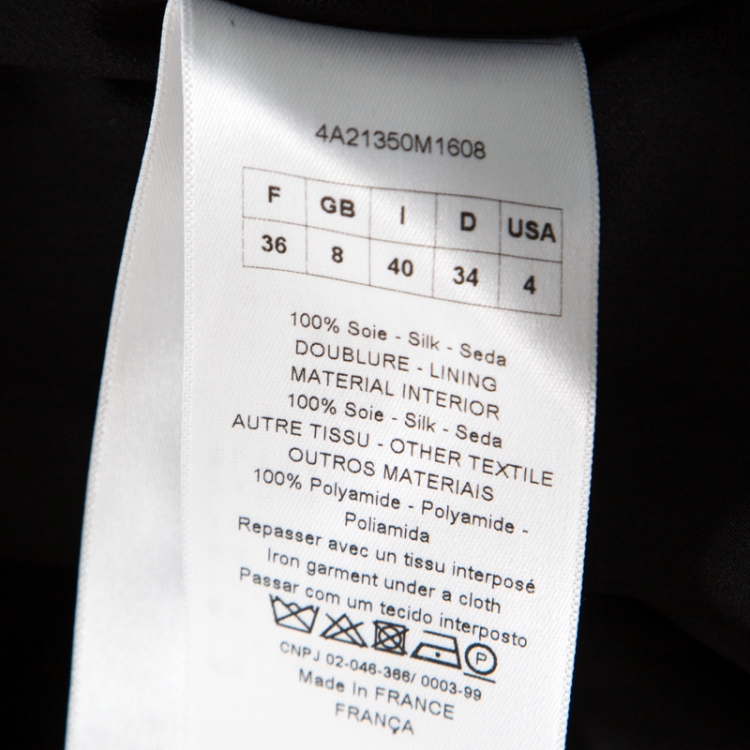 4A21350M1608
F GB I D USA
36 8 40 34 4
100% Soie - Silk - Seda
DOUBLURE - LINING
MATERIAL INTERIOR
100% Soie - Silk - Seda
AUTRE TISSU - OTHER TEXTILE
OUTROS MATERIAIS
100% Polyamide - Polyamide -
Poliamida
Repasser avec un tissu interposé
Iron garment under a cloth
Passar com um tecido interposto
P
CNPJ 02-046-366/ 0003-99
Made In FRANCE
FRANÇA